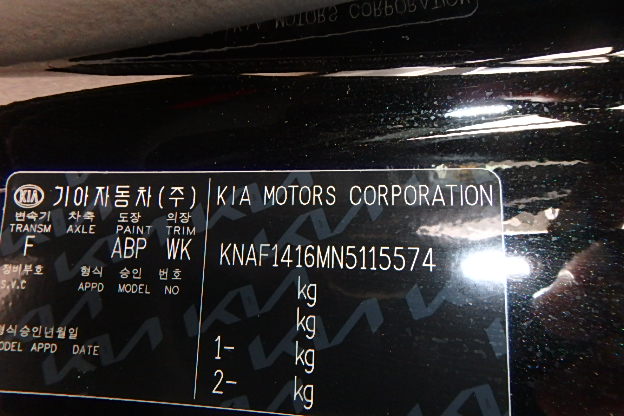 KIA MOTORS CORPORATION
KIA 기아자동차(주) KIA MOTORS CORPORATION
변속기 차축 도장 외장
TRANSM AXLE PAINT TRIM
F ABP WK
KNAF1416MN5115574
정비부호 형식 승인 번호
S.V.C APPD MODEL NO
kg
kg
형식승인년월일
MODEL APPD DATE
1- kg
2- kg